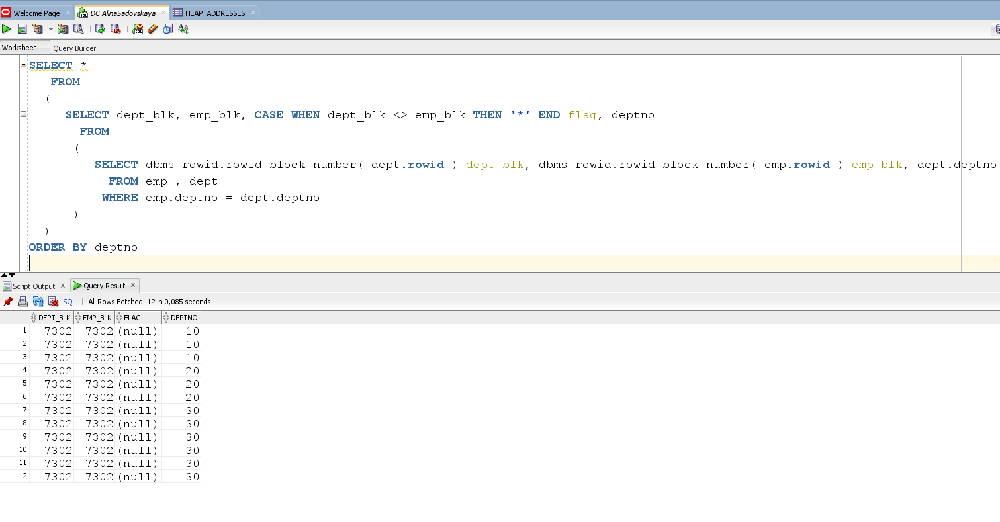 Welcome Page
DC AlinaSadovskaya
HEAP_ADDRESSES
Worksheet Query Builder
SELECT *
FROM
(
SELECT dept_blk, emp_blk, CASE WHEN dept_blk <> emp_blk THEN '*' END flag, deptno
FROM
(
SELECT dbms_rowid.rowid_block_number( dept.rowid ) dept_blk, dbms_rowid.rowid_block_number( emp.rowid ) emp_blk, dept.deptno
FROM emp , dept
WHERE emp.deptno = dept.deptno
)
)
ORDER BY deptno
Script Output x Query Result x
SQL | All Rows Fetched: 12 in 0,085 seconds
DEPT_BLK EMP_BLK FLAG DEPTNO
1 7302 7302 (null) 10
2 7302 7302 (null) 10
3 7302 7302 (null) 10
4 7302 7302 (null) 20
5 7302 7302 (null) 20
6 7302 7302 (null) 20
7 7302 7302 (null) 30
8 7302 7302 (null) 30
9 7302 7302 (null) 30
10 7302 7302 (null) 30
11 7302 7302 (null) 30
12 7302 7302 (null) 30